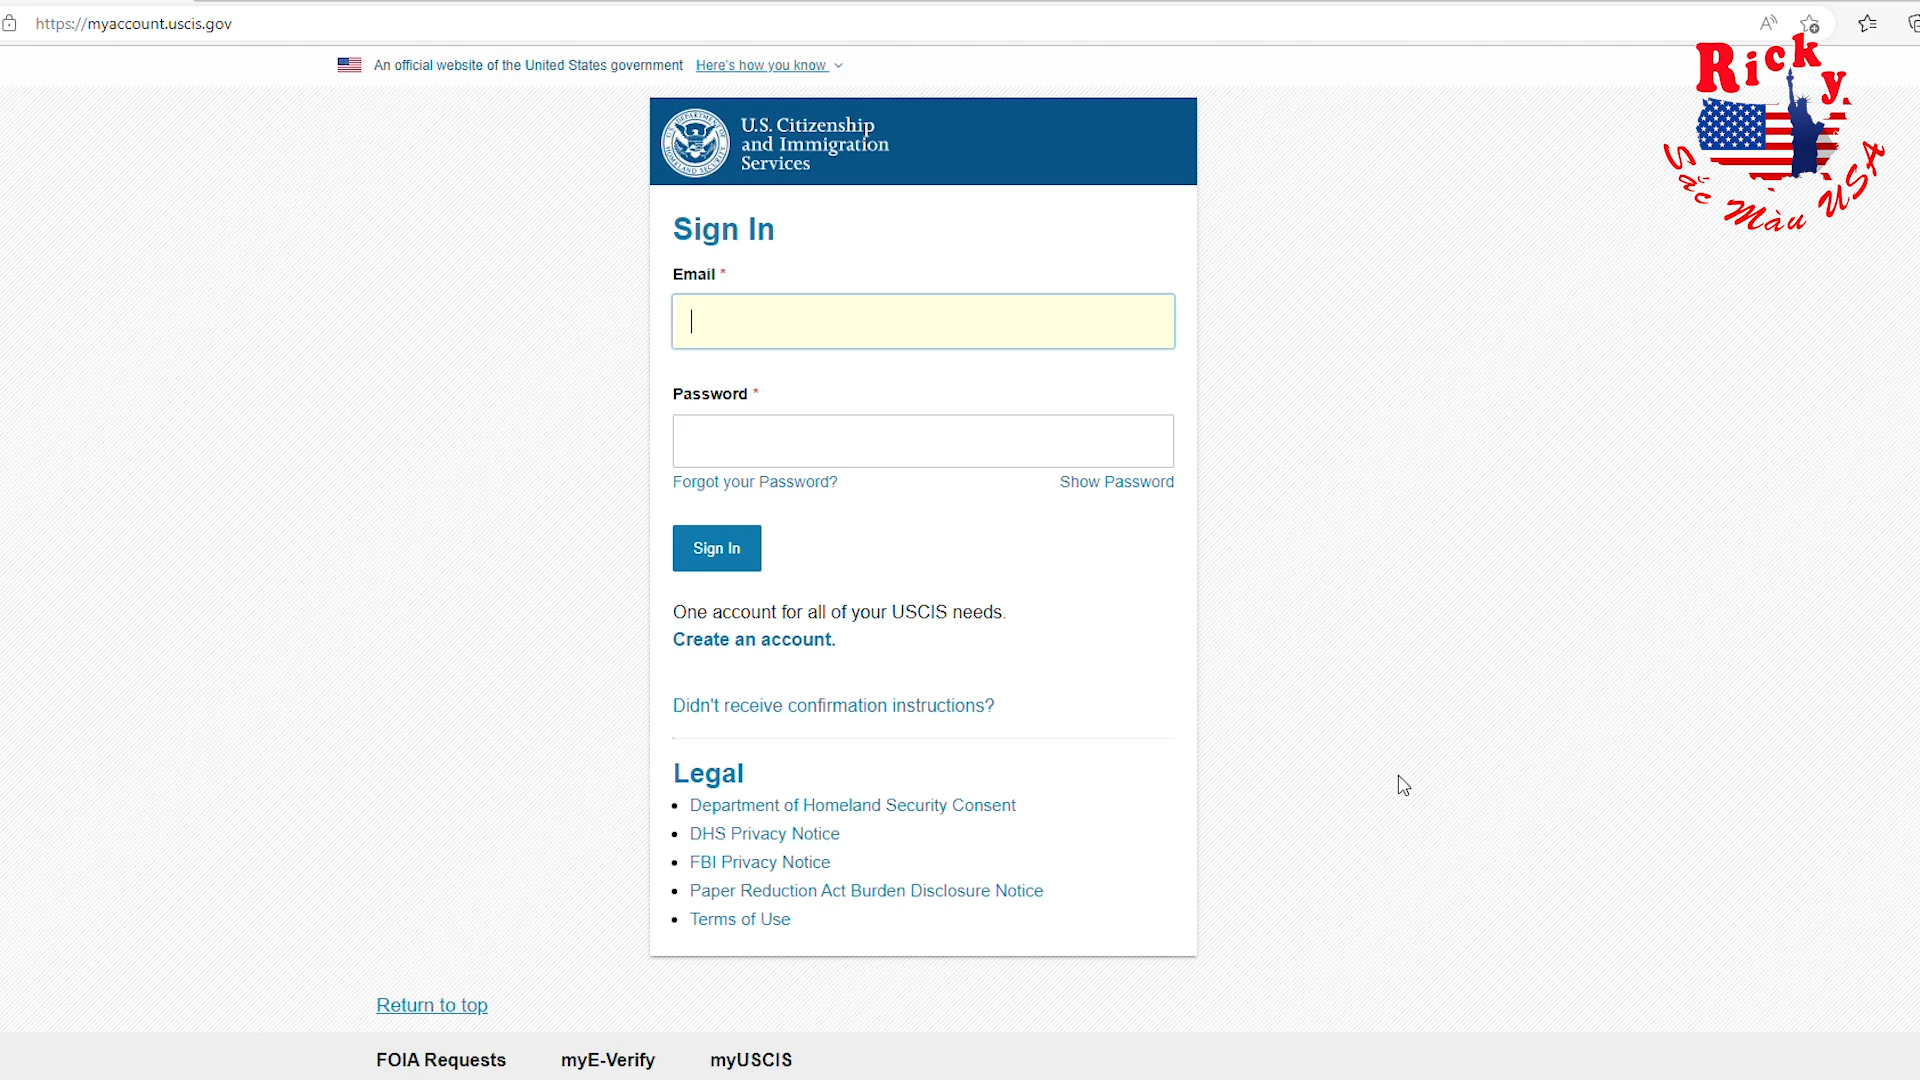 https://myaccount.uscis.gov
An official website of the United States government Here's how you know
Ricky
Sắc Màu USA
U.S. Citizenship
and Immigration
Services
Sign In
Email *
Password *
Forgot your Password? Show Password
Sign In
One account for all of your USCIS needs.
Create an account.
Didn't receive confirmation instructions?
Legal
Department of Homeland Security Consent
DHS Privacy Notice
FBI Privacy Notice
Paper Reduction Act Burden Disclosure Notice
Terms of Use
Return to top
FOIA Requests myE-Verify myUSCIS